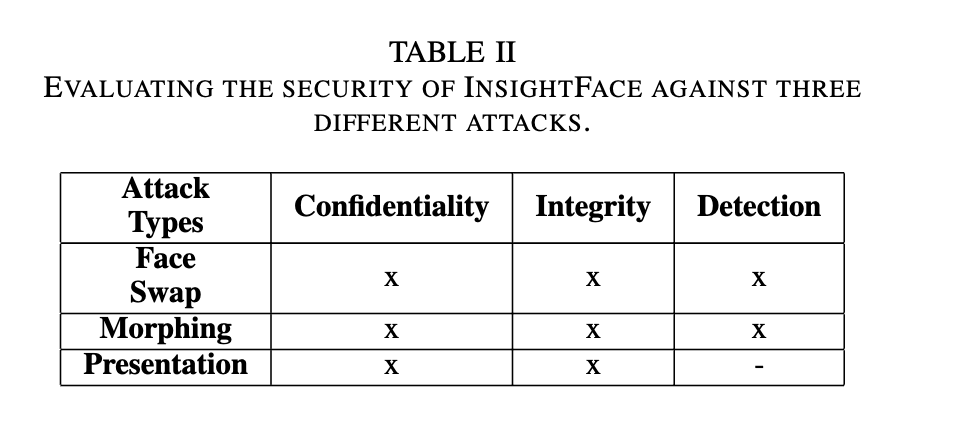 TABLE II
EVALUATING THE SECURITY OF INSIGHTFACE AGAINST THREE
DIFFERENT ATTACKS.
Attack
Types
Confidentiality
Integrity
Detection
Face
Swap
x
x
x
Morphing
x
x
x
Presentation
x
x
-